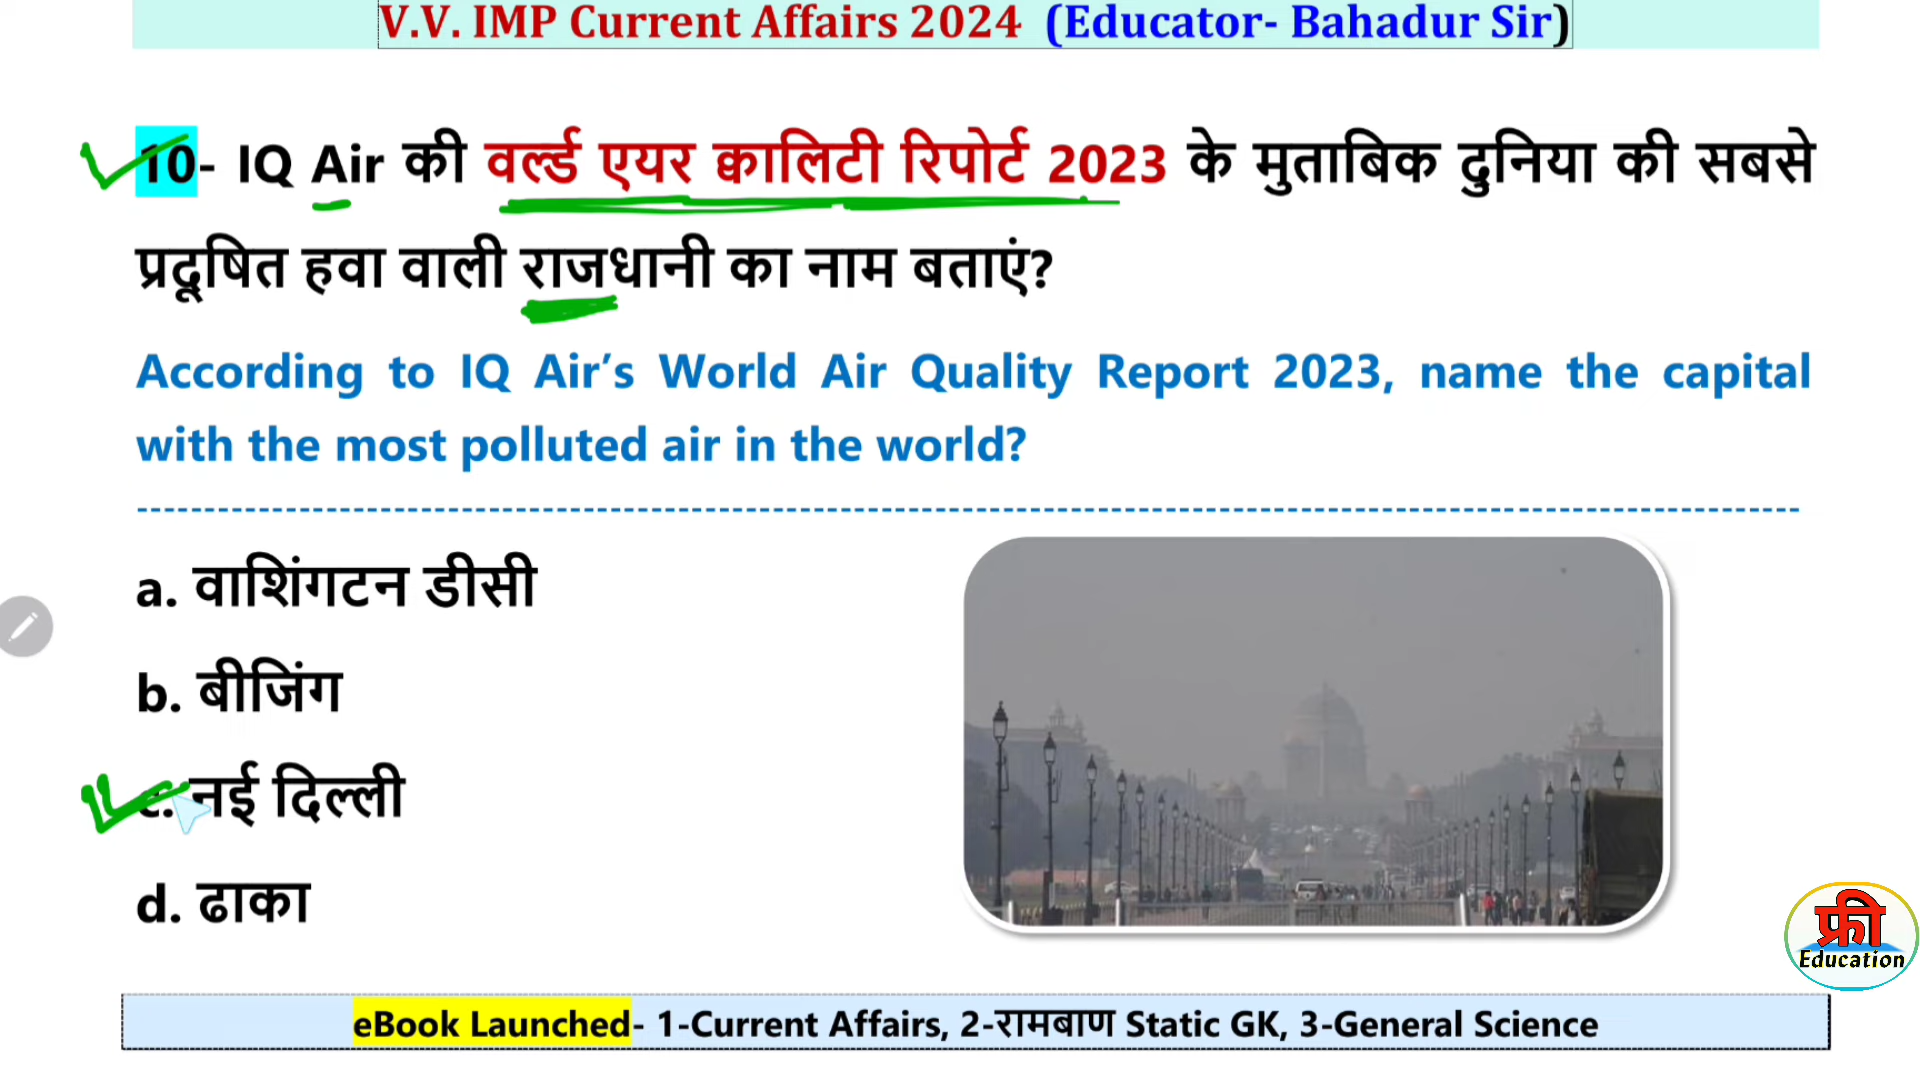 V.V. IMP Current Affairs 2024 (Educator- Bahadur Sir)
10- IQ Air की वर्ल्ड एयर क्वालिटी रिपोर्ट 2023 के मुताबिक दुनिया की सबसे
प्रदूषित हवा वाली राजधानी का नाम बताएं?
According to IQ Air’s World Air Quality Report 2023, name the capital
with the most polluted air in the world?
a. वाशिंगटन डीसी
b. बीजिंग
c. नई दिल्ली
d. ढाका
फ्री
Education
eBook Launched- 1-Current Affairs, 2-रामबाण Static GK, 3-General Science